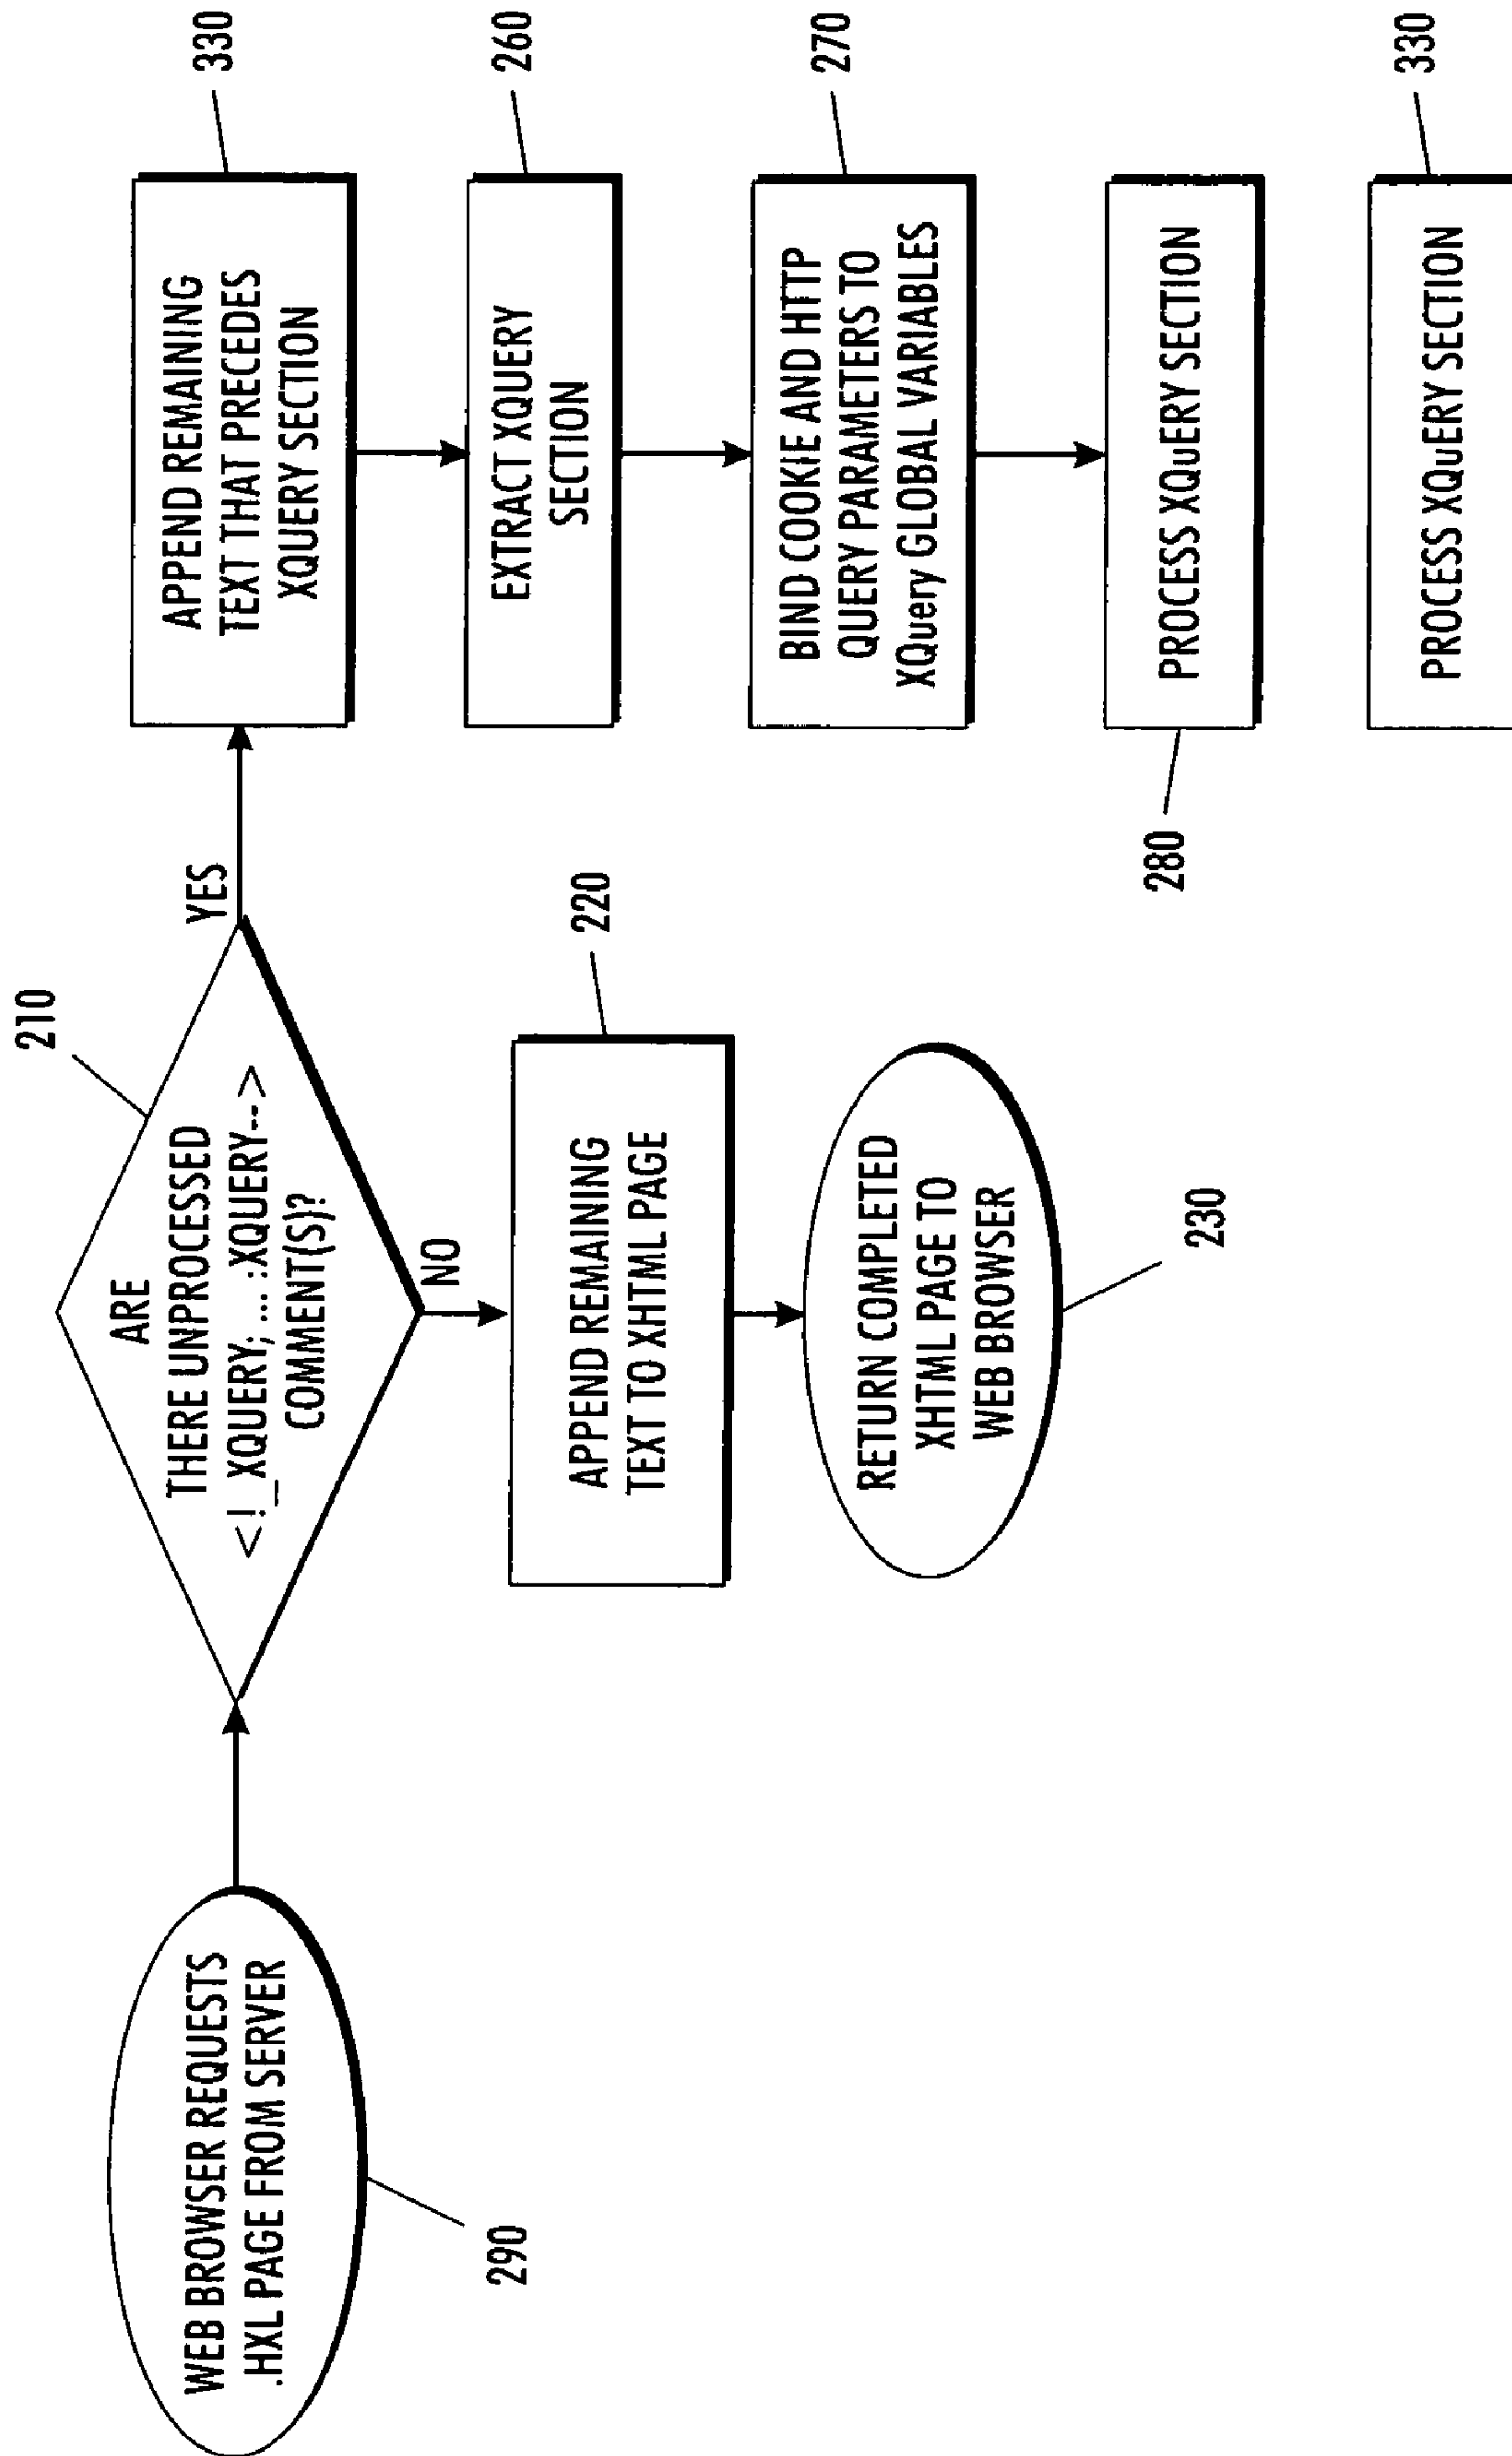 WEB BROWSER REQUESTS
.HXL PAGE FROM SERVER
290
210
ARE
THERE UNPROCESSED
<!_XQUERY; ... :XQUERY-->
COMMENT(S)?
YES
NO
APPEND REMAINING
TEXT TO XHTML PAGE
220
RETURN COMPLETED
XHTML PAGE TO
WEB BROWSER
230
APPEND REMAINING
TEXT THAT PRECEDES
XQUERY SECTION
330
EXTRACT XQUERY
SECTION
260
BIND COOKIE AND HTTP
QUERY PARAMETERS TO
XQuery GLOBAL VARIABLES
270
PROCESS XQuERY SECTION
280
PROCESS XQuERY SECTION
330